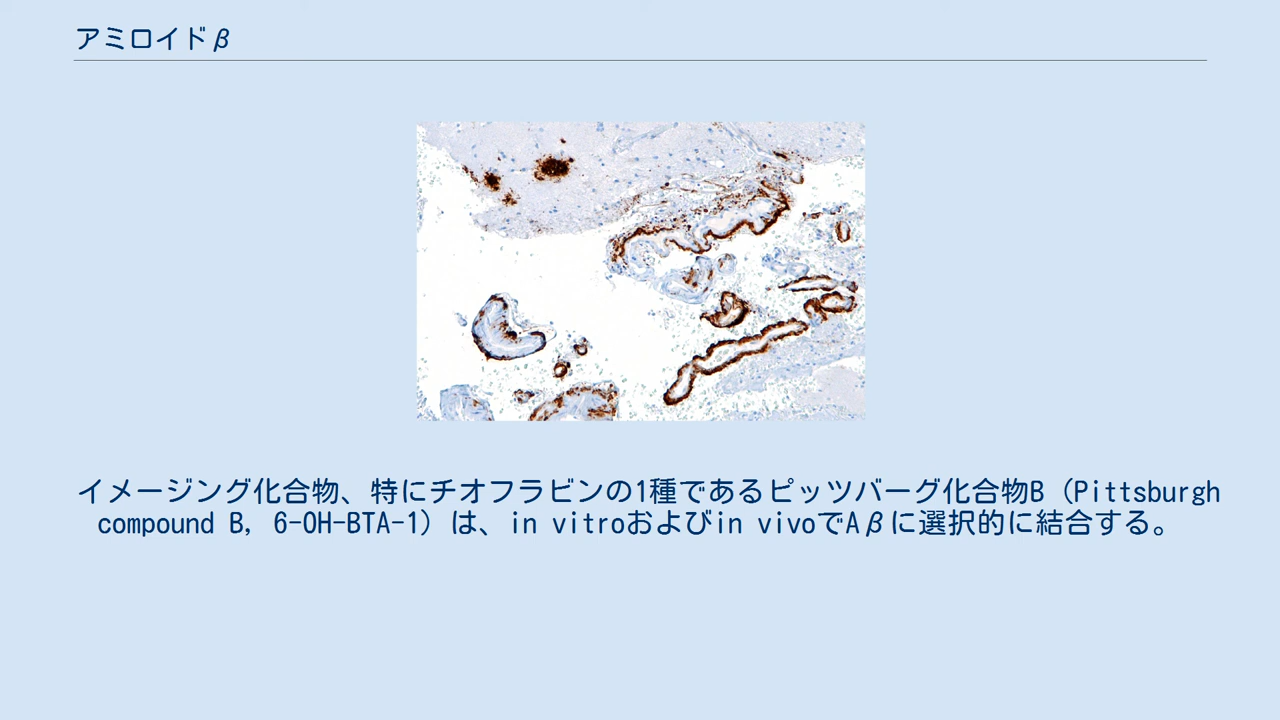 アミロイドβ
イメージング化合物、特にチオフラビンの1種であるピッツバーグ化合物B（Pittsburgh
compound B, 6-OH-BTA-1）は、in vitroおよびin vivoでAβに選択的に結合する。